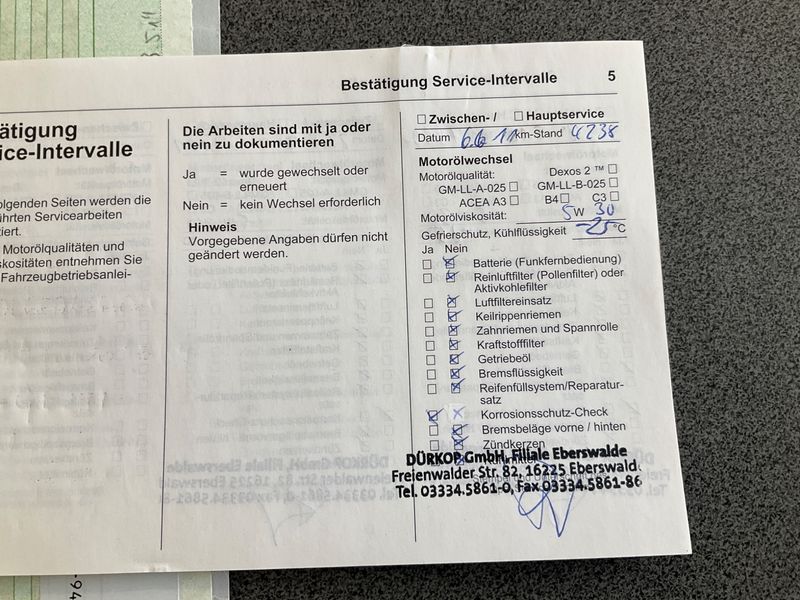 Bestätigung Service-Intervalle 5
ätigung
ice-Intervalle
olgenden Seiten werden die
ührten Servicearbeiten
iert.
Motorölqualitäten und
skositäten entnehmen Sie
Fahrzeugbetriebsanlei-
Die Arbeiten sind mit ja oder
nein zu dokumentieren
Ja = wurde gewechselt oder
erneuert
Nein = kein Wechsel erforderlich
Hinweis
Vorgegebene Angaben dürfen nicht
geändert werden.
Zwischen- / Hauptservice
Datum 6.6 11 km-Stand 4238
Motorölwechsel
Motorölqualität: Dexos 2 ™
GM-LL-A-025 GM-LL-B-025
ACEA A3 B4 C3
Motorölviskosität: 5 W 30
Gefrierschutz, Kühlflüssigkeit -25 °C
Ja Nein
Batterie (Funkfernbedienung)
Reinluftfilter (Pollenfilter) oder
Aktivkohlefilter
Luftfiltereinsatz
Keilrippenriemen
Zahnriemen und Spannrolle
Kraftstofffilter
Getriebeöl
Bremsflüssigkeit
Reifenfüllsystem/Reparatur-
satz
Korrosionsschutz-Check
Bremsbeläge vorne / hinten
Zündkerzen
DÜRKOP GmbH, Filiale Eberswalde
Freienwalder Str. 82, 16225 Eberswald
Tel. 03334.5861-0, Fax 03334.5861-86